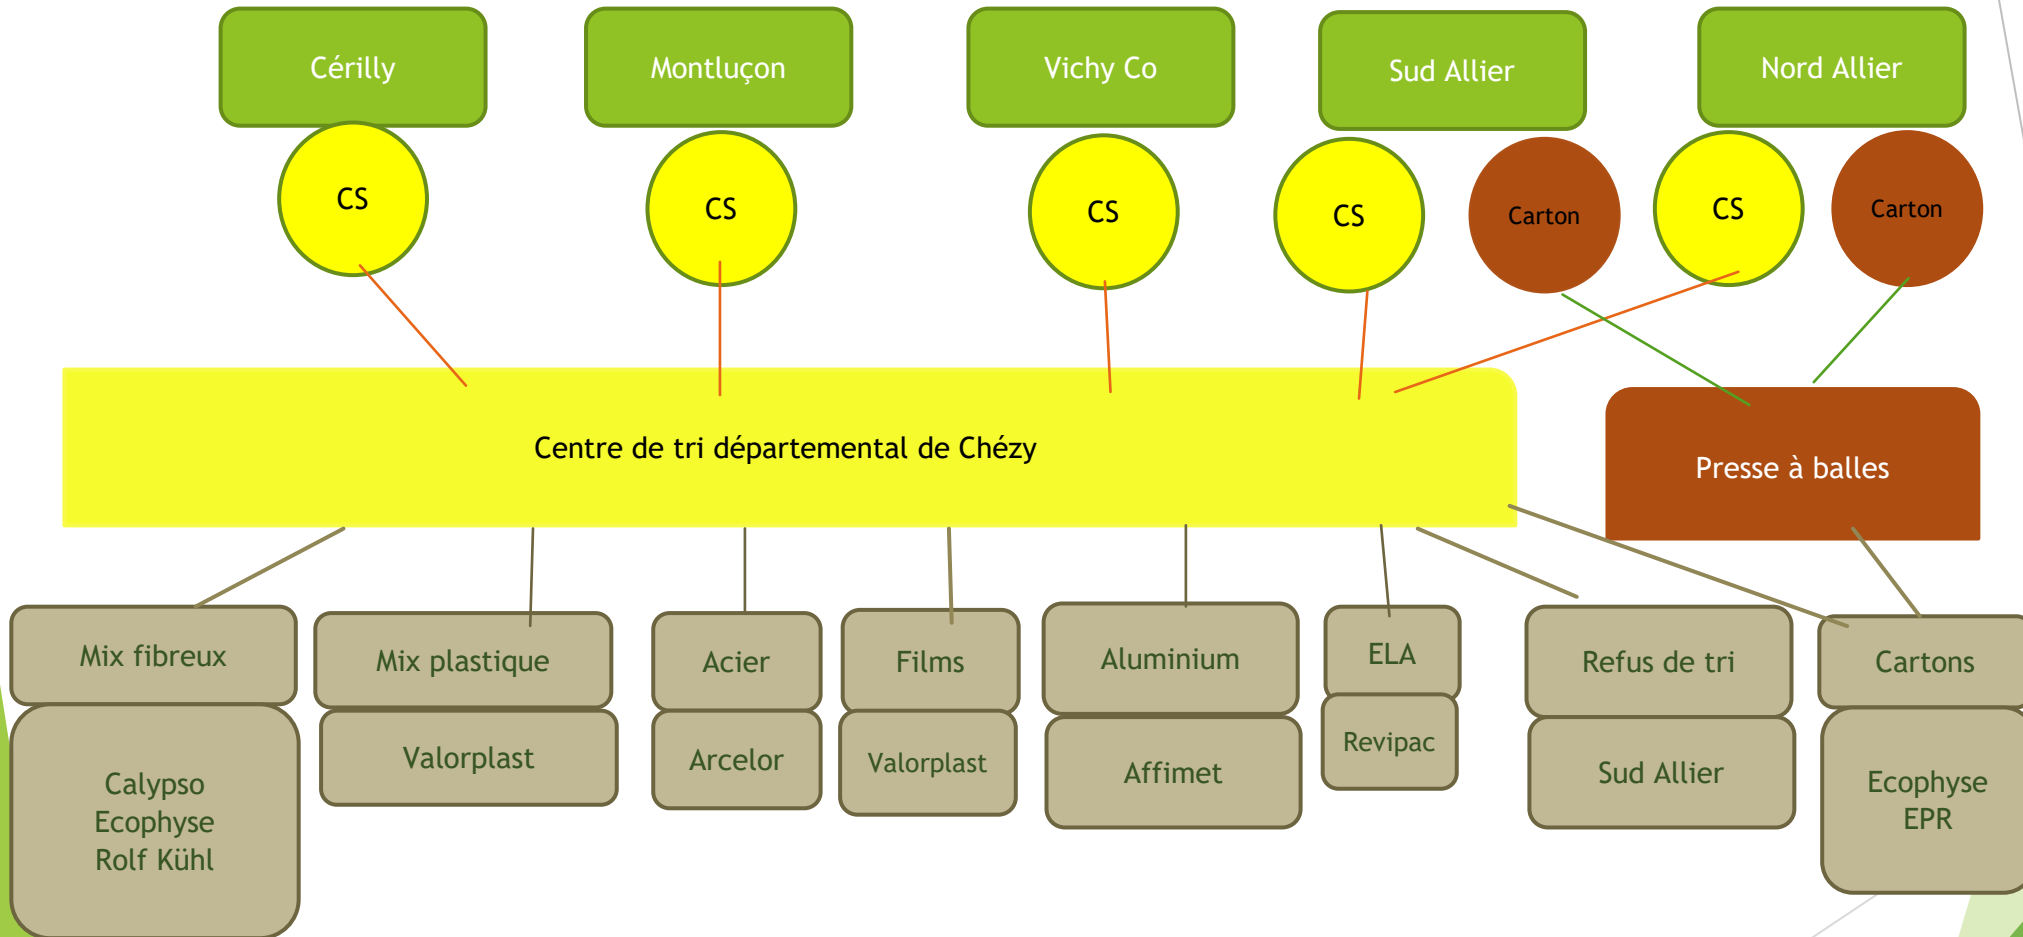 Cérilly
Montluçon
Vichy Co
Sud Allier
Nord Allier
CS
CS
CS
CS
Carton
CS
Carton
Centre de tri départemental de Chézy
Presse à balles
Mix fibreux
Mix plastique
Acier
Films
Aluminium
ELA
Refus de tri
Cartons
Calypso
Ecophyse
Rolf Kühl
Valorplast
Arcelor
Valorplast
Affimet
Revipac
Sud Allier
Ecophyse
EPR